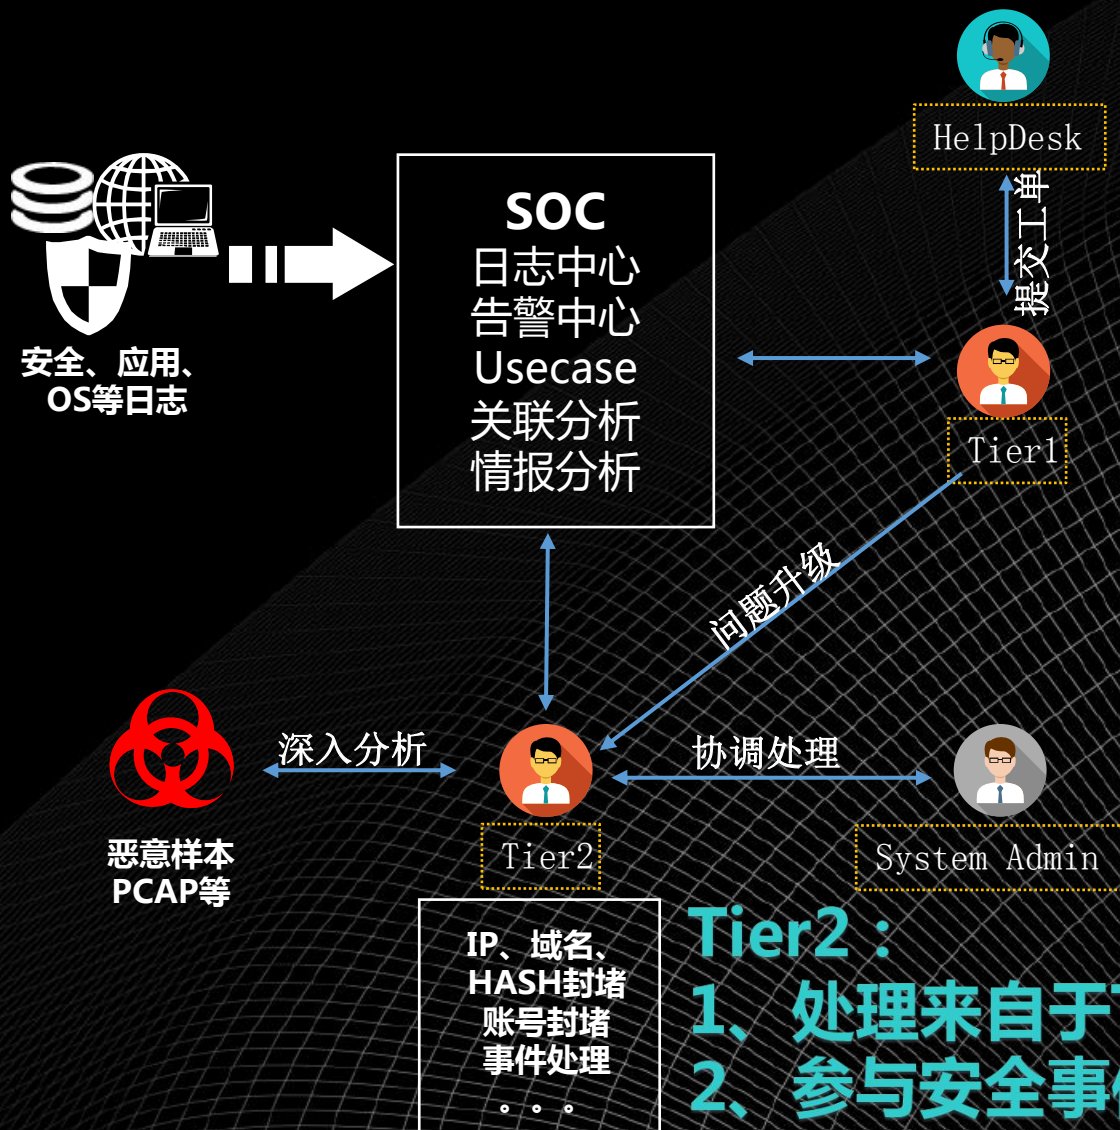 HelpDesk
提交工单
SOC
日志中心
告警中心
Usecase
关联分析
情报分析
安全、应用、
OS等日志
Tier1
问题升级
深入分析
协调处理
恶意样本
PCAP等
Tier2
System Admin
IP、域名、
HASH封堵
账号封堵
事件处理
。。。
Tier2：
1、处理来自于
2、参与安全事